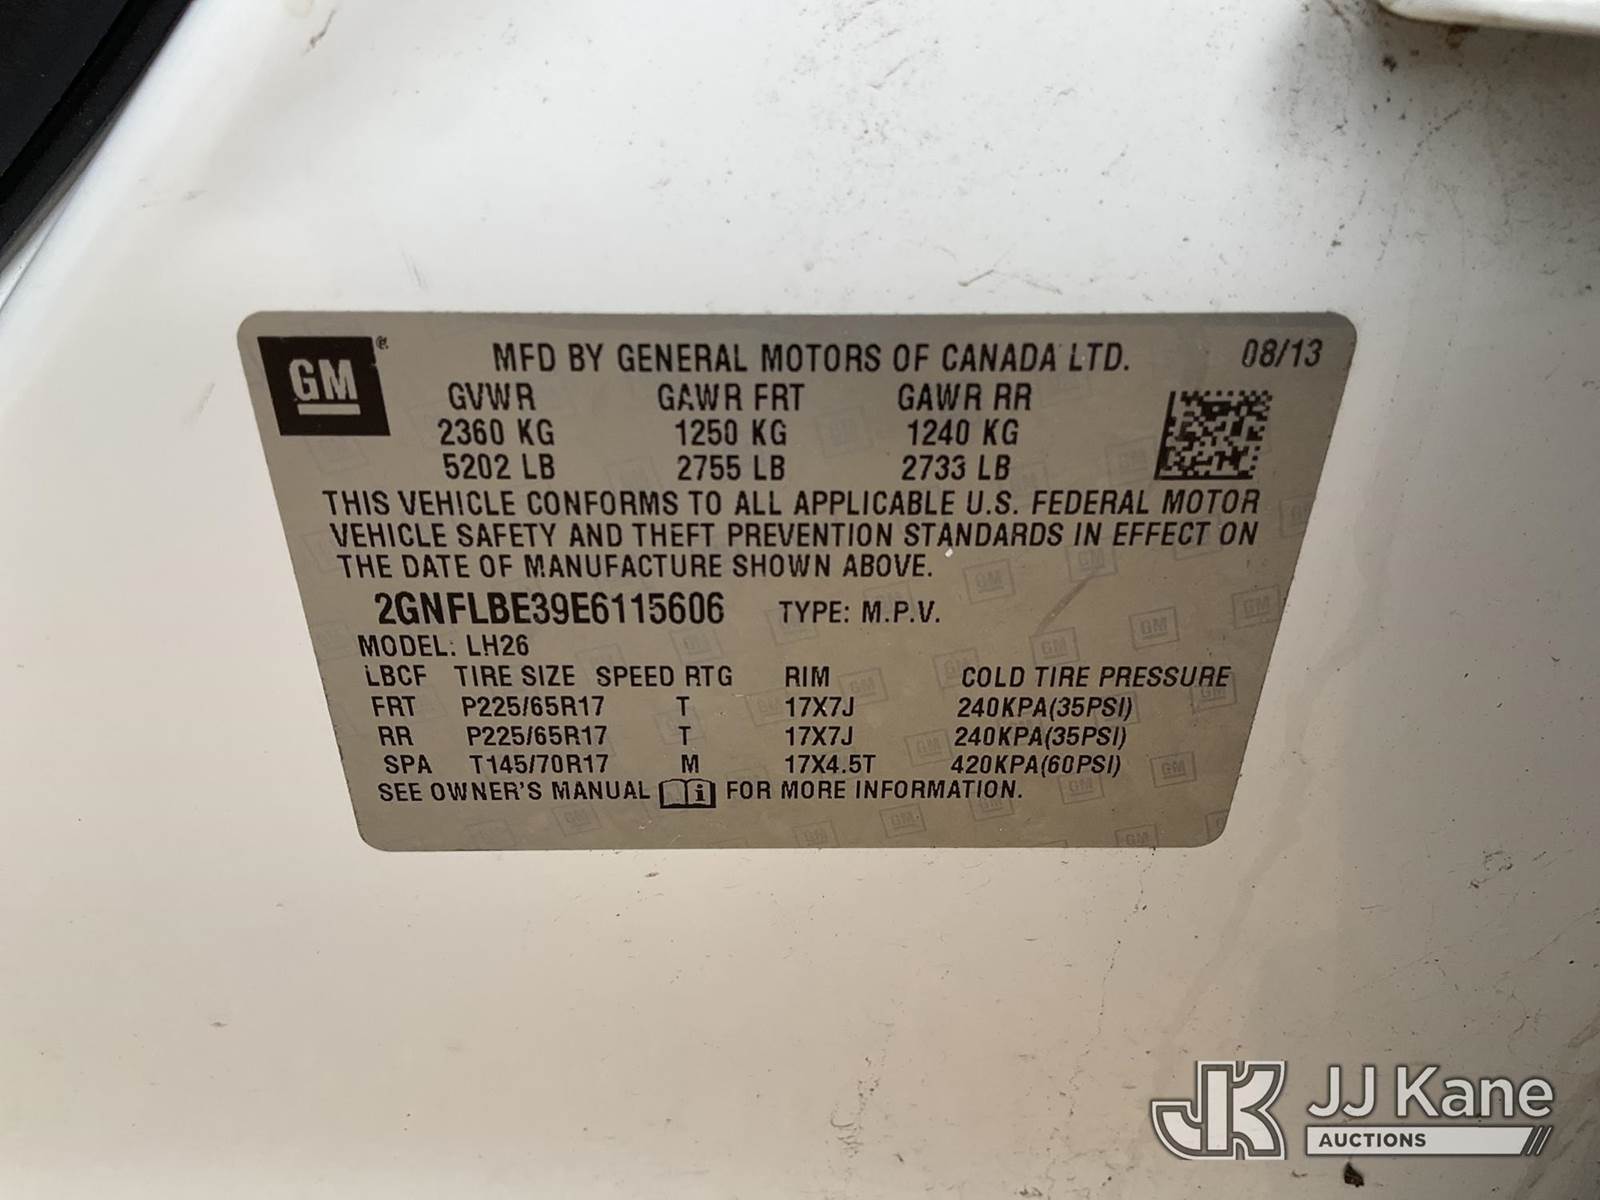 GM®
MFD BY GENERAL MOTORS OF CANADA LTD. 08/13
GVWR GAWR FRT GAWR RR
2360 KG 1250 KG 1240 KG
5202 LB 2755 LB 2733 LB
THIS VEHICLE CONFORMS TO ALL APPLICABLE U.S. FEDERAL MOTOR
VEHICLE SAFETY AND THEFT PREVENTION STANDARDS IN EFFECT ON
THE DATE OF MANUFACTURE SHOWN ABOVE.
2GNFLBE39E6115606 TYPE: M.P.V.
MODEL: LH26
LBCF TIRE SIZE SPEED RTG RIM COLD TIRE PRESSURE
FRT P225/65R17 T 17X7J 240KPA(35PSI)
RR P225/65R17 T 17X7J 240KPA(35PSI)
SPA T145/70R17 M 17X4.5T 420KPA(60PSI)
SEE OWNER'S MANUAL i FOR MORE INFORMATION.
JK JJ Kane
AUCTIONS